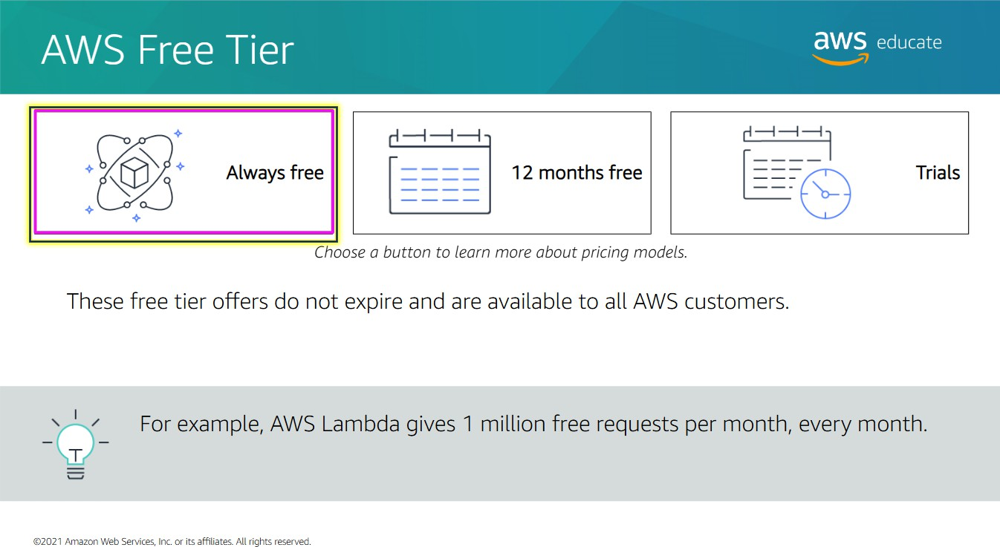 AWS Free Tier
aws educate
Always free
12 months free
Trials
Choose a button to learn more about pricing models.
These free tier offers do not expire and are available to all AWS customers.
For example, AWS Lambda gives 1 million free requests per month, every month.
©2021 Amazon Web Services, Inc. or its affiliates. All rights reserved.